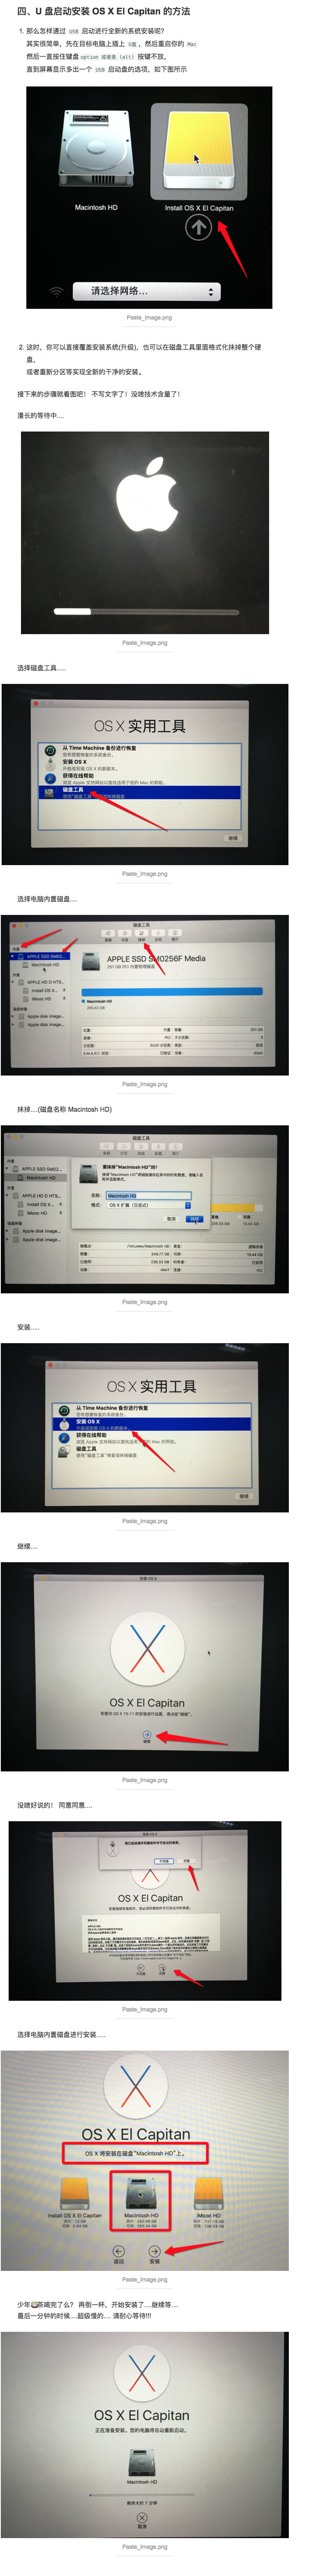 四、U 盘启动安装 OS X El Capitan 的方法
1. 那么怎样通过 USB 启动进行全新的系统安装呢?
其实很简单，先在目标电脑上插上 U盘 ，然后重启你的 Mac
然后一直按住键盘 option 或者是 (alt) 按键不放，
直到屏幕显示多出一个 USB 启动盘的选项，如下图所示
Macintosh HD
Install OS X El Capitan
请选择网络...
Paste_Image.png
2. 这时，你可以直接覆盖安装系统(升级)，也可以在磁盘工具里面格式化抹掉整个硬
盘，
或者重新分区等实现全新的干净的安装。
接下来的步骤就看图吧！ 不写文字了！没啥技术含量了！
漫长的等待中....
Paste_Image.png
选择磁盘工具.....
OS X 实用工具
从 Time Machine 备份进行恢复
安装 OS X
获得在线帮助
磁盘工具
继续
Paste_Image.png
选择电脑内置磁盘....
磁盘工具
APPLE SSD SM0256F Media
Macintosh HD
Paste_Image.png
抹掉....(磁盘名称 Macintosh HD)
磁盘工具
要抹掉“Macintosh HD”吗?
名称: Macintosh HD
格式: OS X 扩展 (日志式)
取消
Paste_Image.png
安装.....
OS X 实用工具
从 Time Machine 备份进行恢复
安装 OS X
获得在线帮助
磁盘工具
继续
Paste_Image.png
继续....
安装 OS X
OS X El Capitan
继续
Paste_Image.png
没啥好说的！ 同意同意....
OS X El Capitan
Paste_Image.png
选择电脑内置磁盘进行安装.....
OS X El Capitan
OS X 将安装在磁盘“Macintosh HD”上。
Install OS X El Capitan
Macintosh HD
iMooc HD
返回
安装
Paste_Image.png
少年🍵茶喝完了么? 再倒一杯，开始安装了....继续等....
最后一分钟的时候....超级慢的.... 请耐心等待!!!
OS X El Capitan
正在准备安装。您的电脑将自动重新启动。
Macintosh HD
剩余大约 7 分钟
取消
Paste_Image.png